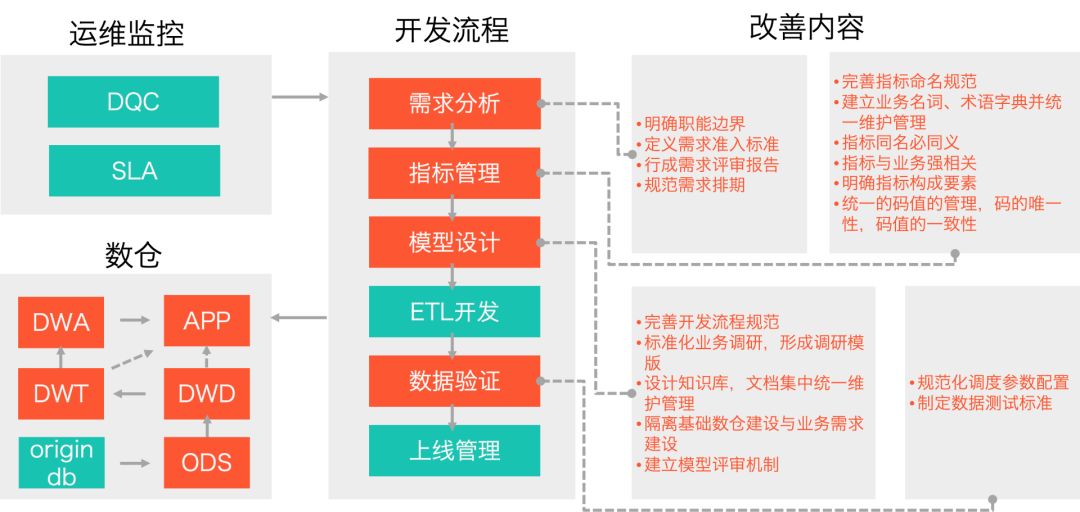 运维监控
DQC
SLA
数仓
DWA
APP
DWT
DWD
origin
db
ODS
开发流程
需求分析
指标管理
模型设计
ETL开发
数据验证
上线管理
改善内容
•明确职能边界
•定义需求准入标准
•行成需求评审报告
•规范需求排期
•完善指标命名规范
•建立业务名词、术语字典并统
一维护管理
•指标同名必同义
•指标与业务强相关
•明确指标构成要素
•统一的码值的管理，码的唯一
性，码值的一致性
•完善开发流程规范
•标准化业务调研，形成调研模
版
•设计知识库，文档集中统一维
护管理
•隔离基础数仓建设与业务需求
建设
•建立模型评审机制
•规范化调度参数配置
•制定数据测试标准